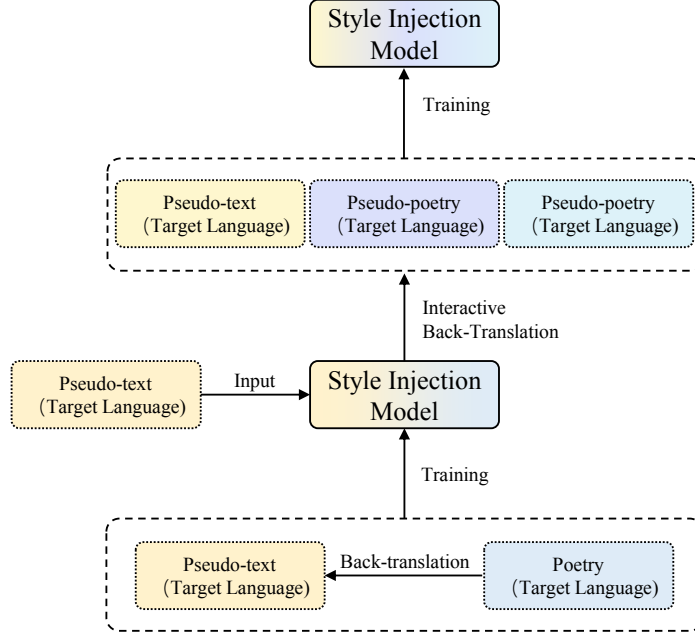 Style Injection
Model
Training
Pseudo-text
(Target Language)
Pseudo-poetry
(Target Language)
Pseudo-poetry
(Target Language)
Interactive
Back-Translation
Pseudo-text
(Target Language)
Input
Style Injection
Model
Training
Pseudo-text
(Target Language)
Back-translation
Poetry
(Target Language)